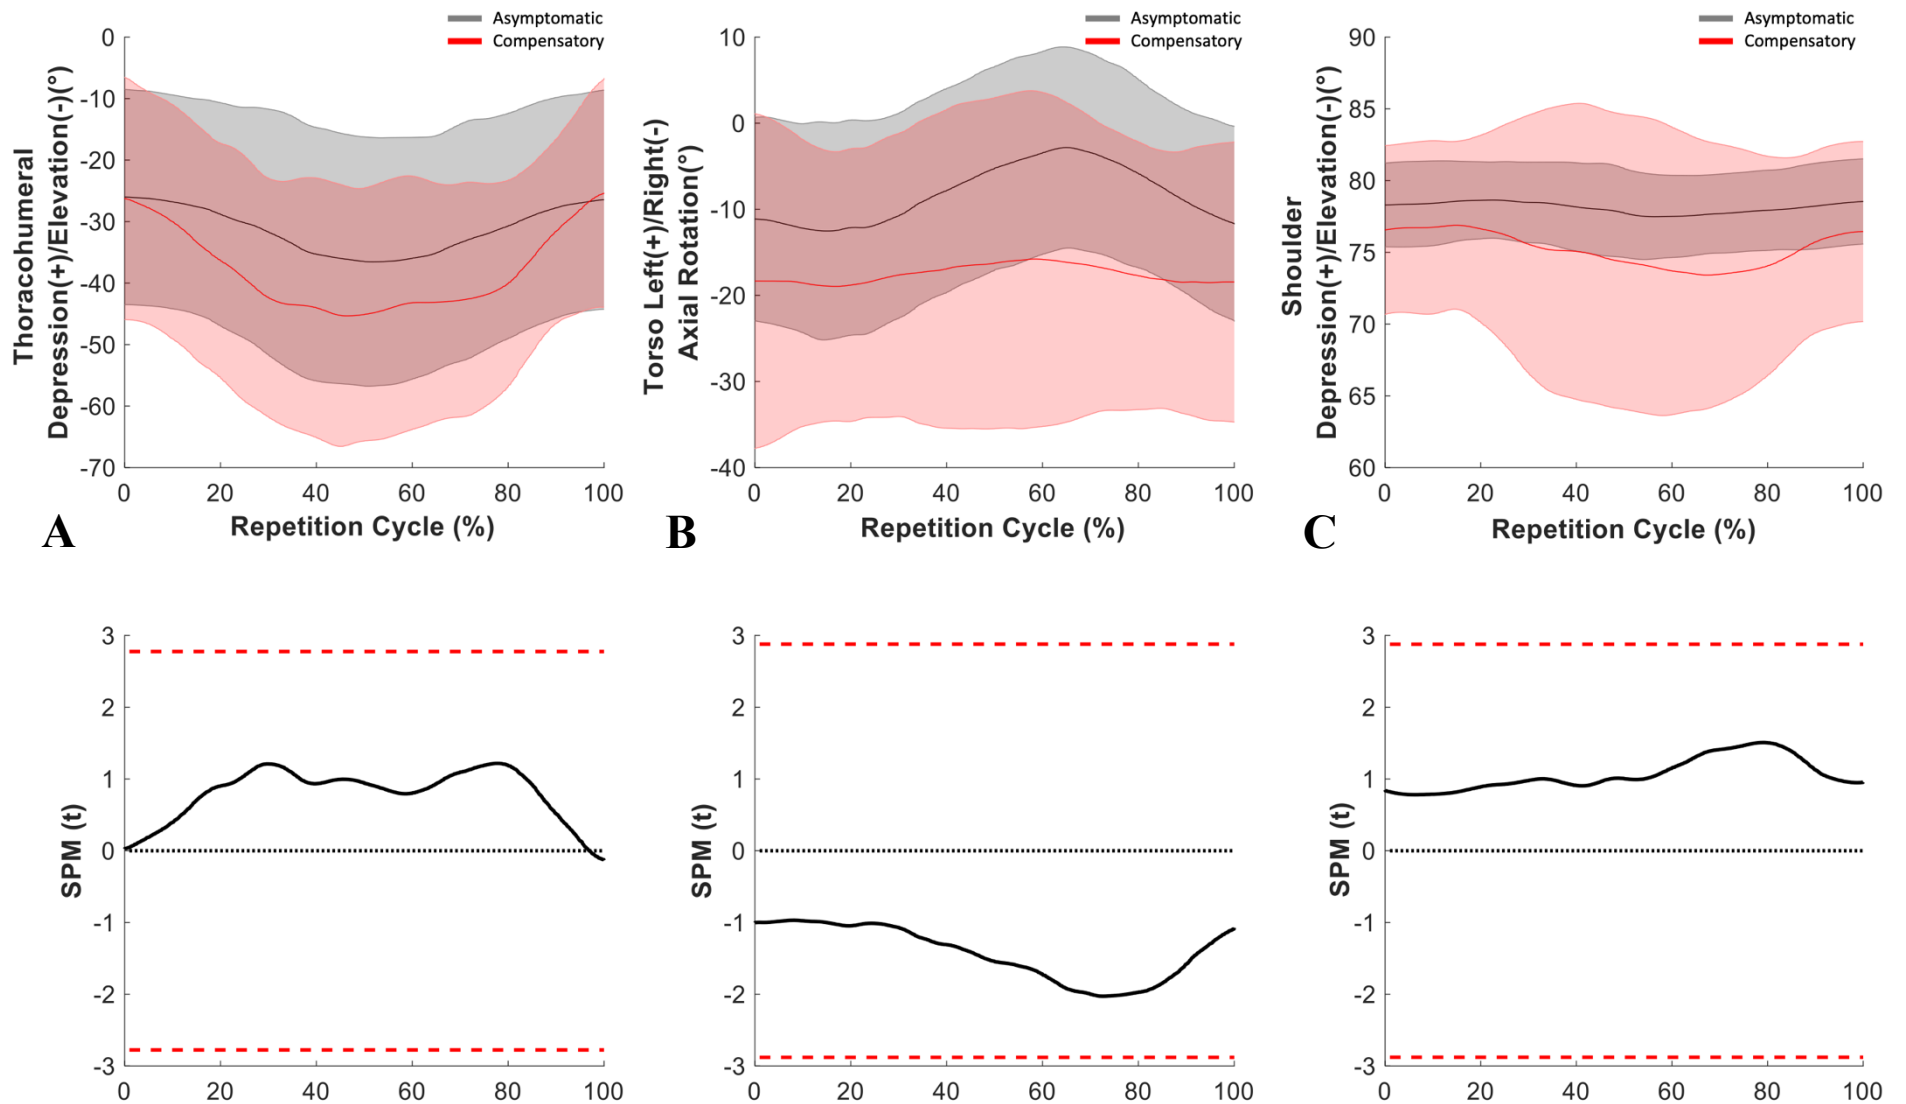 Asymptomatic
Compensatory
0
-10
-20
-30
-40
-50
-60
-70
Thoracohumeral
Depression(+)/Elevation(-)(°)
0 20 40 60 80 100
Repetition Cycle (%)
A
Asymptomatic
Compensatory
10
0
-10
-20
-30
-40
Torso Left(+)/Right(-)
Axial Rotation(°)
0 20 40 60 80 100
Repetition Cycle (%)
B
Asymptomatic
Compensatory
90
85
80
75
70
65
60
Shoulder
Depression(+)/Elevation(-)(°)
0 20 40 60 80 100
Repetition Cycle (%)
C
3
2
1
0
-1
-2
-3
SPM (t)
0 20 40 60 80 100
3
2
1
0
-1
-2
-3
SPM (t)
0 20 40 60 80 100
3
2
1
0
-1
-2
-3
SPM (t)
0 20 40 60 80 100